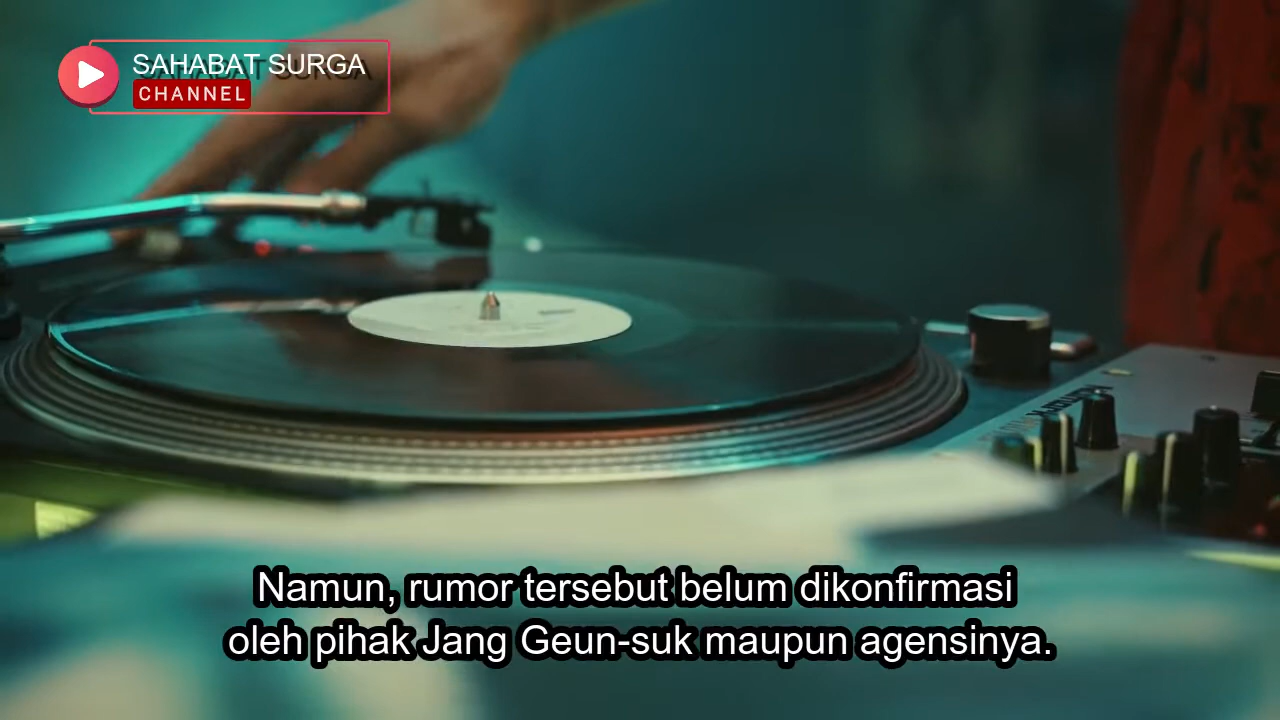 SAHABAT SURGA
CHANNEL
Namun, rumor tersebut belum dikonfirmasi
oleh pihak Jang Geun-suk maupun agensinya.